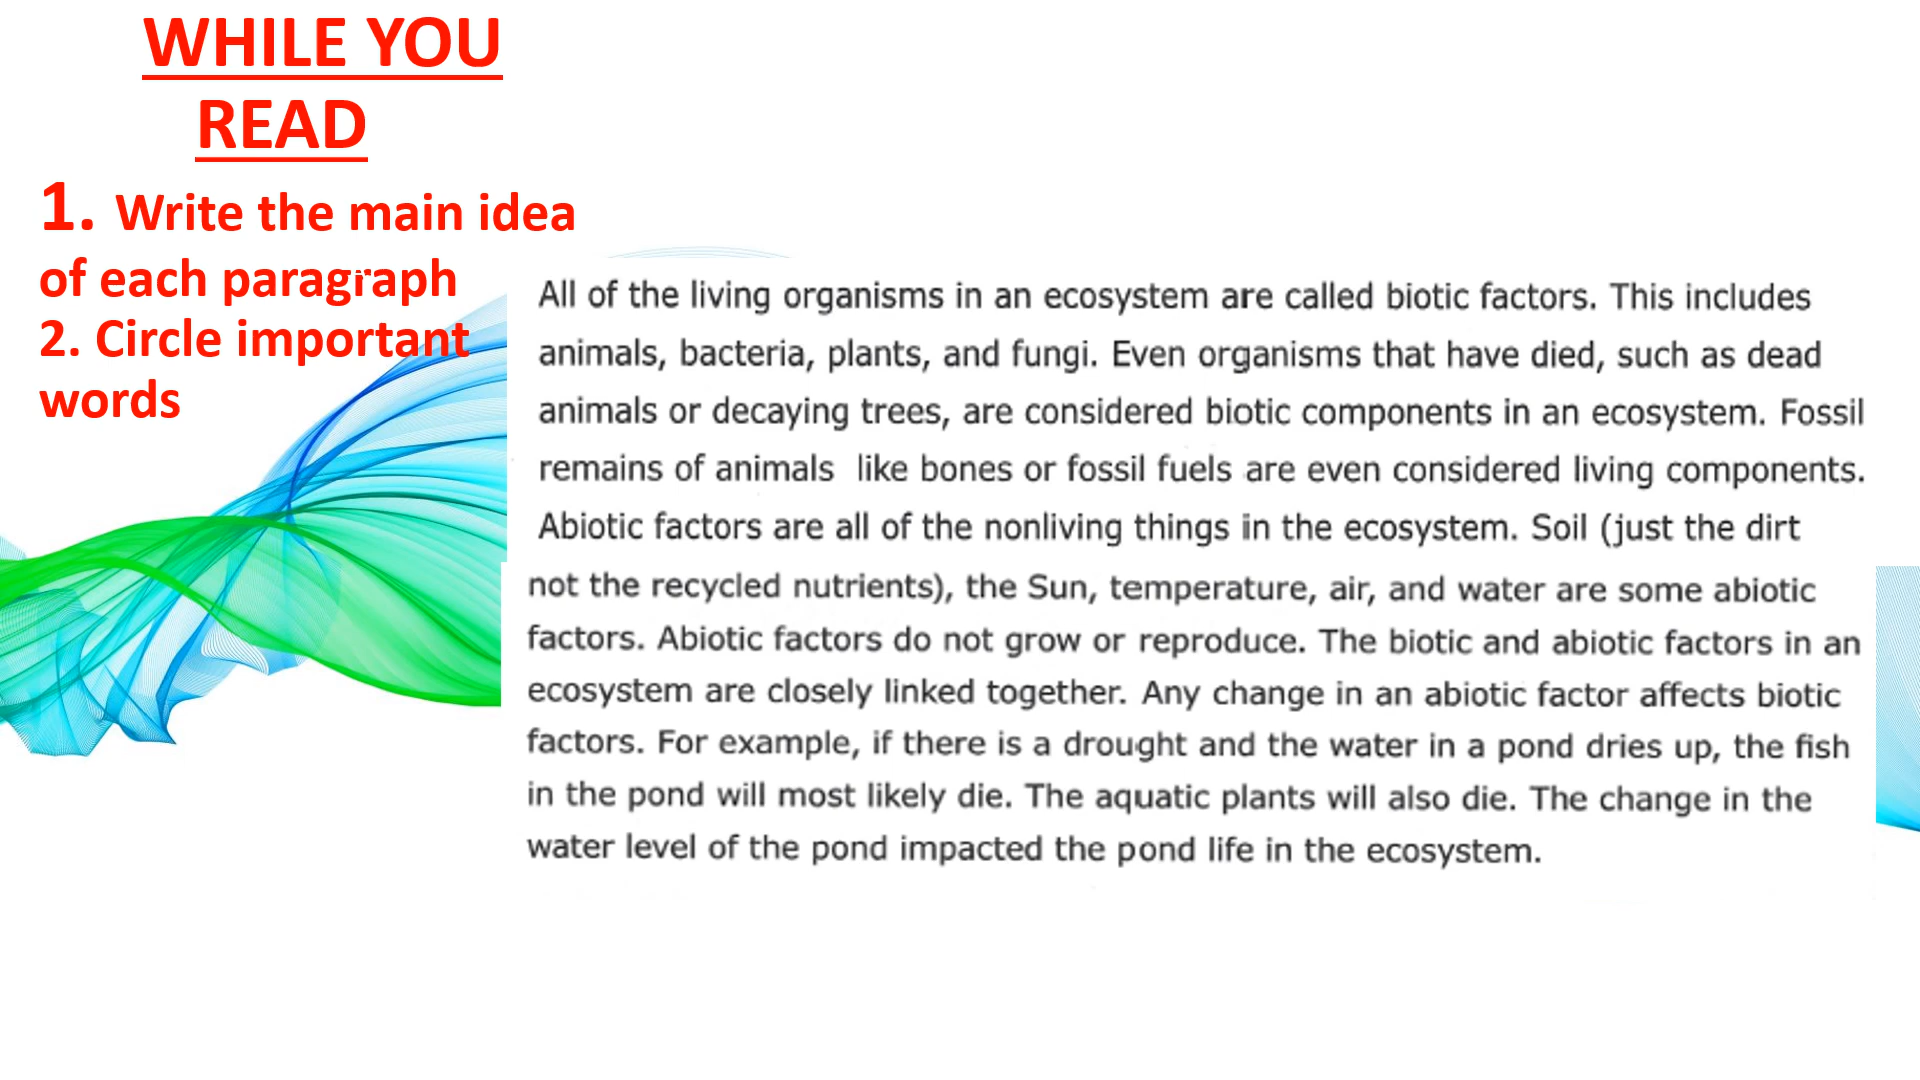 WHILE YOU
READ
1. Write the main idea
of each paragraph
2. Circle important
words
All of the living organisms in an ecosystem are called biotic factors. This includes
animals, bacteria, plants, and fungi. Even organisms that have died, such as dead
animals or decaying trees, are considered biotic components in an ecosystem. Fossil
remains of animals like bones or fossil fuels are even considered living components.
Abiotic factors are all of the nonliving things in the ecosystem. Soil (just the dirt
not the recycled nutrients), the Sun, temperature, air, and water are some abiotic
factors. Abiotic factors do not grow or reproduce. The biotic and abiotic factors in an
ecosystem are closely linked together. Any change in an abiotic factor affects biotic
factors. For example, if there is a drought and the water in a pond dries up, the fish
in the pond will most likely die. The aquatic plants will also die. The change in the
water level of the pond impacted the pond life in the ecosystem.